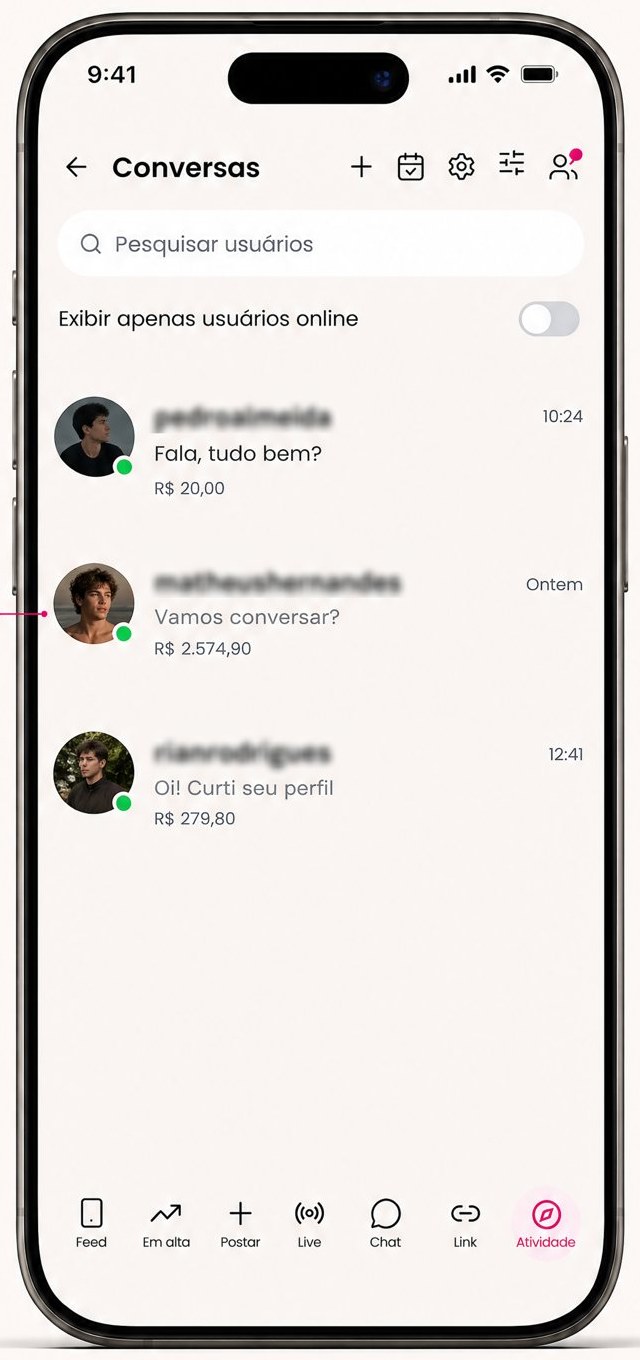 9:41
Conversas
Pesquisar usuários
Exibir apenas usuários online
10:24
Fala, tudo bem?
R$ 20,00
Ontem
Vamos conversar?
R$ 2.574,90
12:41
Oi! Curti seu perfil
R$ 279,80
Feed
Em alta
Postar
Live
Chat
Link
Atividade